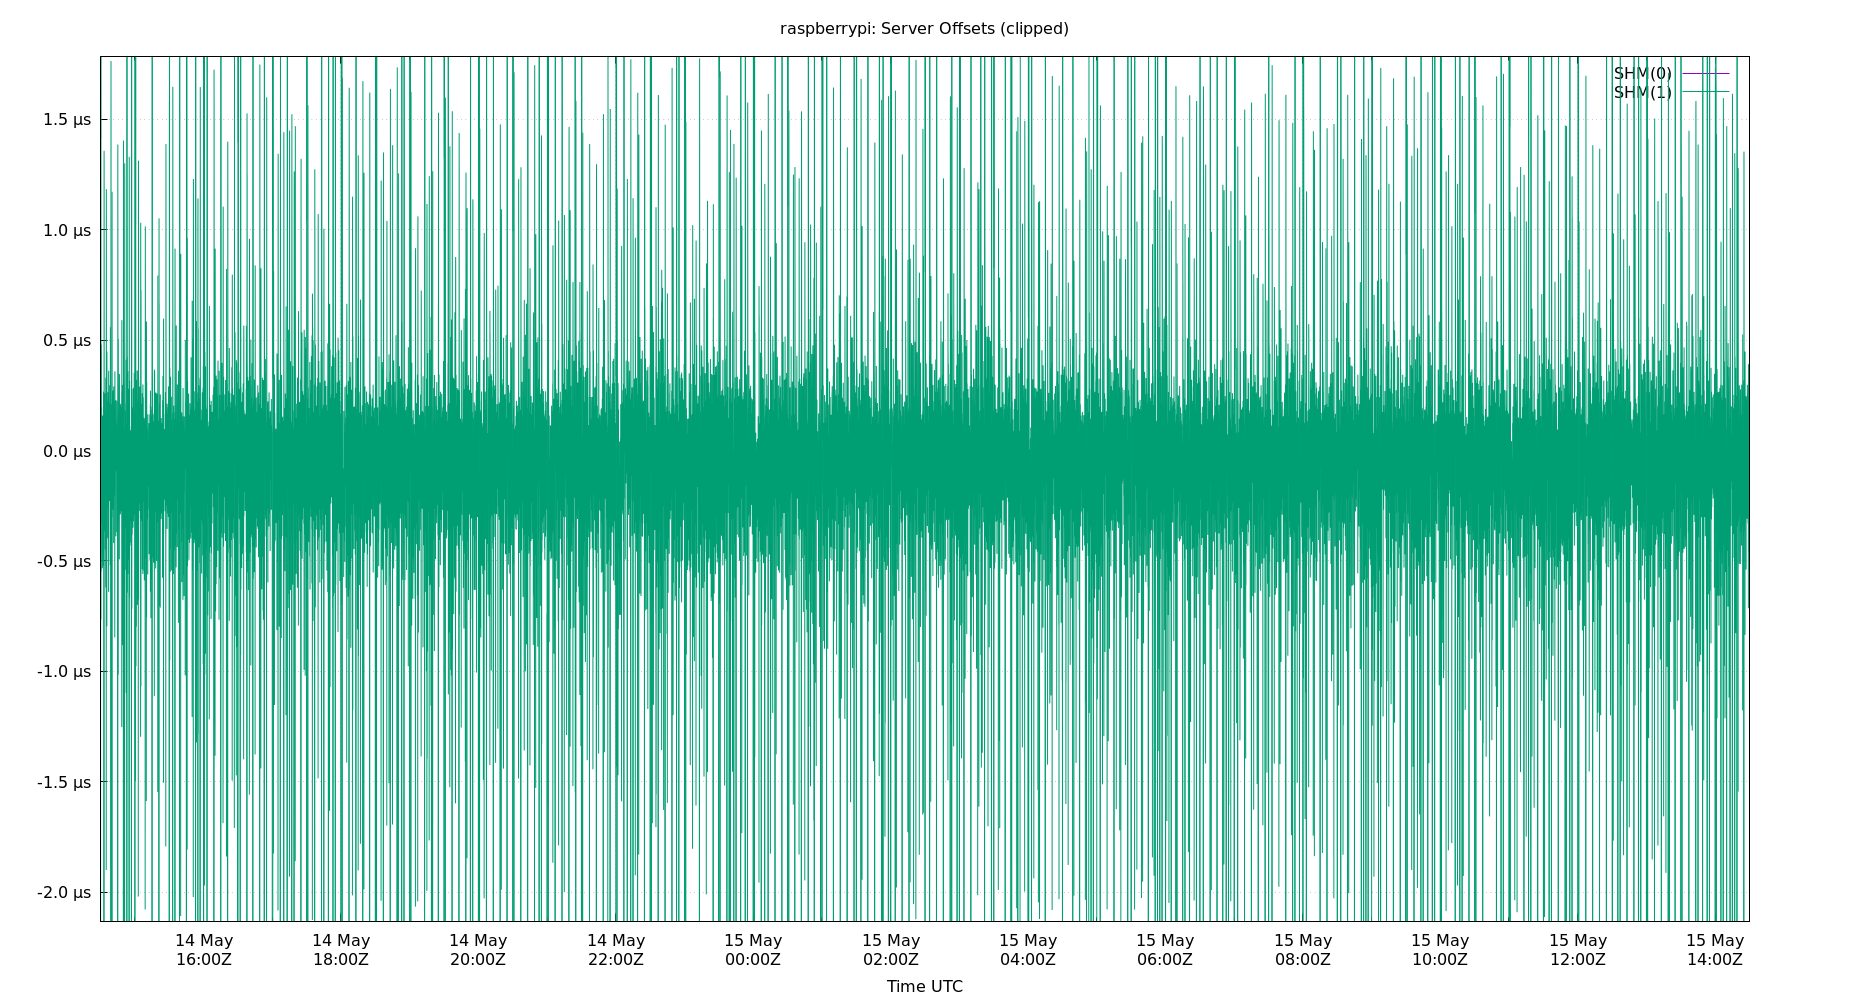 raspberrypi: Server Offsets (clipped)
SHM(0)
SHM(1)
1.5 µs
1.0 µs
0.5 µs
0.0 µs
-0.5 µs
-1.0 µs
-1.5 µs
-2.0 µs
14 May 14 May 14 May 14 May 15 May 15 May 15 May 15 May 15 May 15 May 15 May 15 May
16:00Z 18:00Z 20:00Z 22:00Z 00:00Z 02:00Z 04:00Z 06:00Z 08:00Z 10:00Z 12:00Z 14:00Z
Time UTC